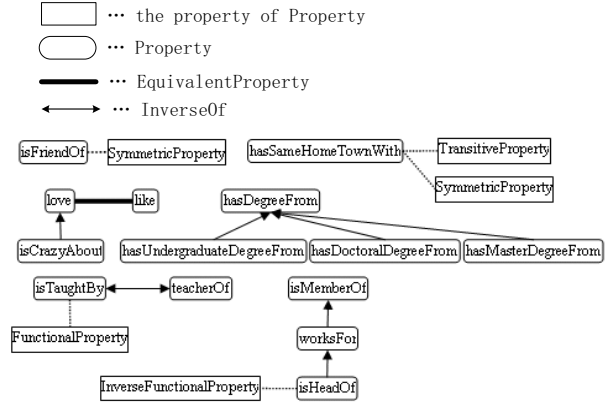 … the property of Property
… Property
… EquivalentProperty
… InverseOf
isFriendOf SymmetricProperty hasSameHomeTownWith TransitiveProperty
SymmetricProperty
love like hasDegreeFrom
isCrazyAbout hasUndergraduateDegreeFrom hasDoctoralDegreeFrom hasMasterDegreeFrom
isTaughtBy teacherOf isMemberOf
FunctionalProperty worksFor
InverseFunctionalProperty isHeadOf